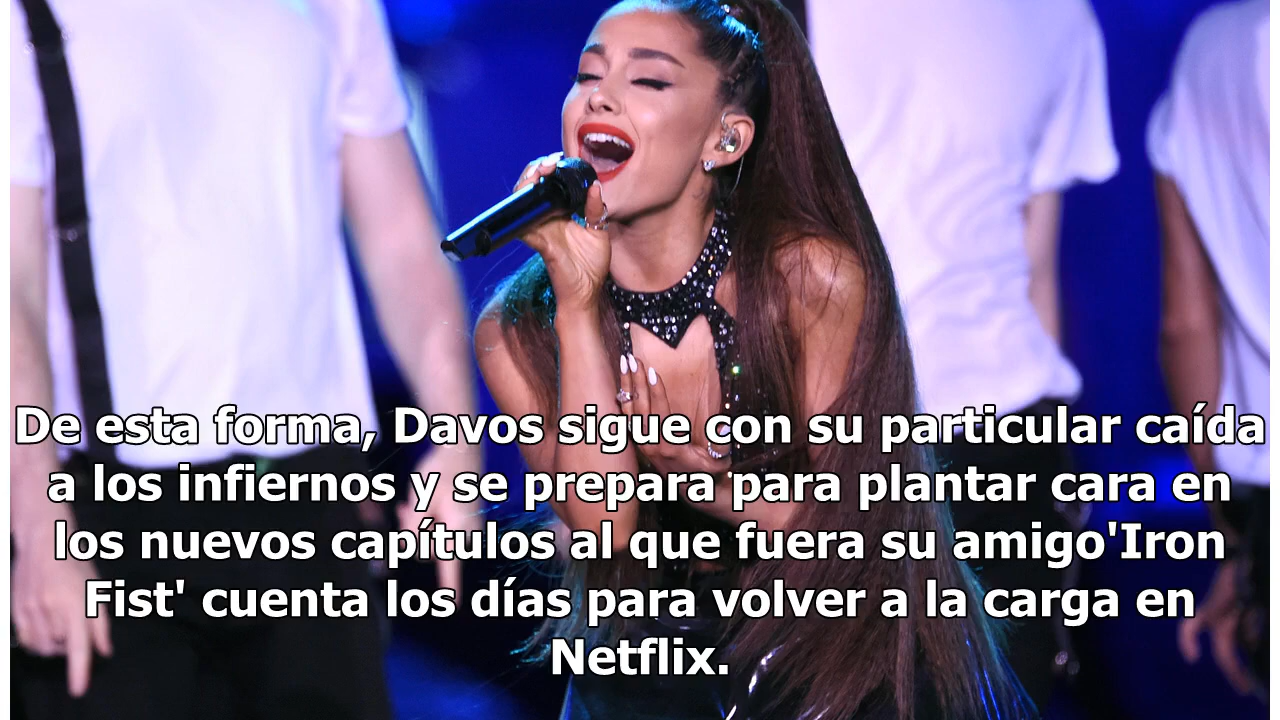 De esta forma, Davos sigue con su particular caída
a los infiernos y se prepara para plantar cara en
los nuevos capítulos al que fuera su amigo'Iron
Fist' cuenta los días para volver a la carga en
Netflix.